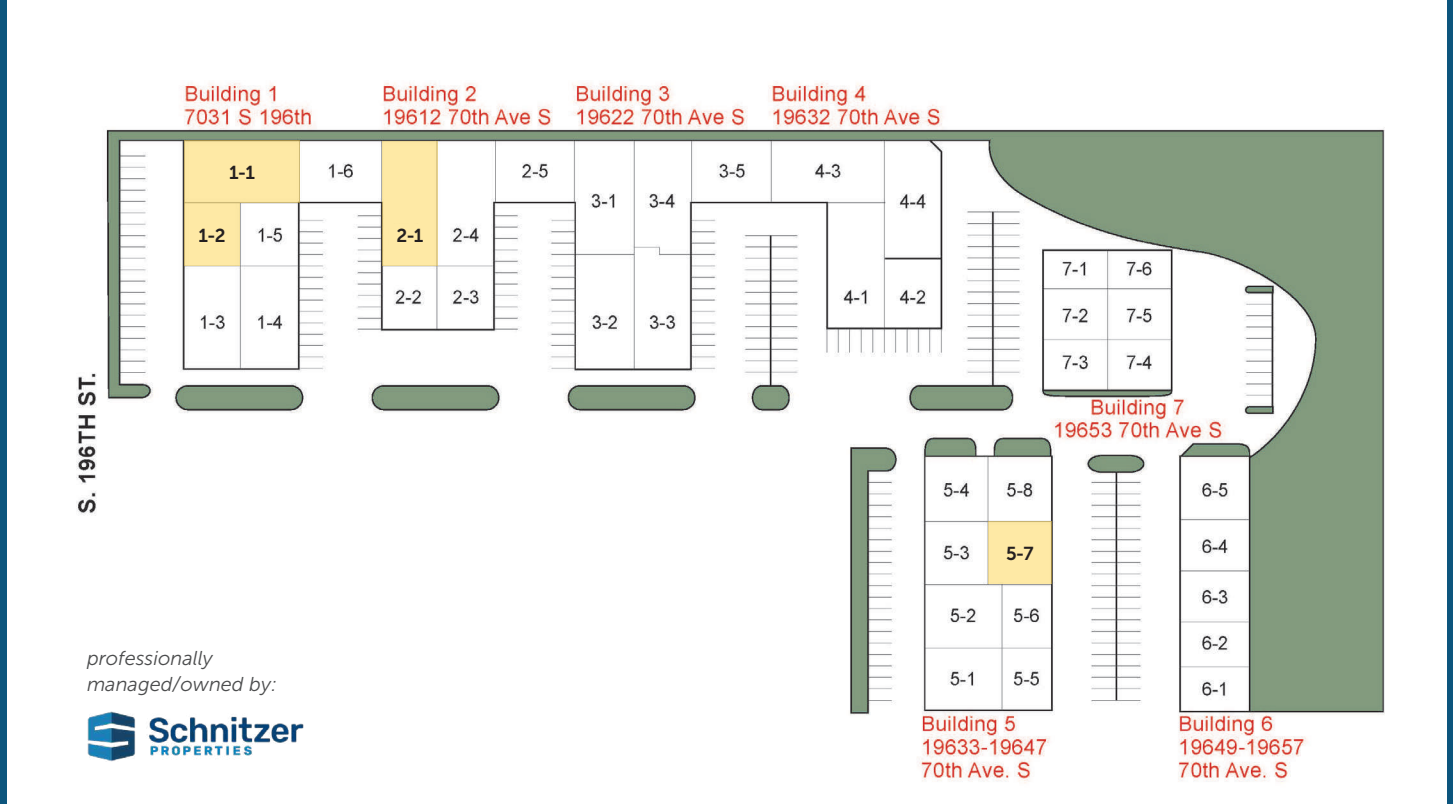 Building 1
7031 S 196th
Building 2
19612 70th Ave S
Building 3
19622 70th Ave S
Building 4
19632 70th Ave S
1-1
1-6
1-2
1-5
1-3
1-4
2-1
2-4
2-5
2-2
2-3
3-1
3-4
3-5
3-2
3-3
4-3
4-4
4-1
4-2
7-1
7-6
7-2
7-5
7-3
7-4
Building 7
19653 70th Ave S
S. 196TH ST.
5-4
5-8
5-3
5-7
5-2
5-6
5-1
5-5
Building 5
19633-19647
70th Ave. S
6-5
6-4
6-3
6-2
6-1
Building 6
19649-19657
70th Ave. S
professionally
managed/owned by:
Schnitzer
PROPERTIES